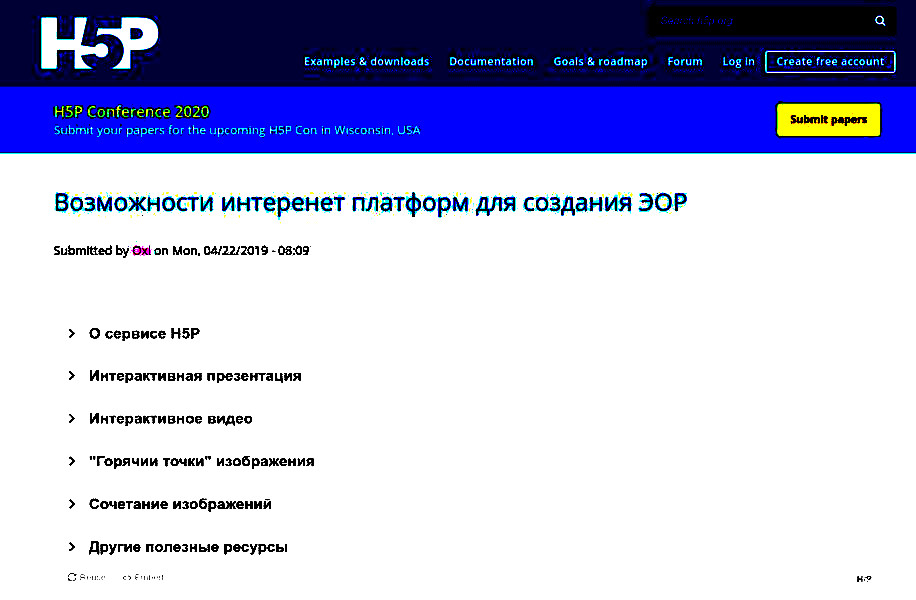 H5P
Search h5p.org
Examples & downloads Documentation Goals & roadmap Forum Log in Create free account
H5P Conference 2020
Submit your papers for the upcoming H5P Con in Wisconsin, USA
Submit papers
Возможности интеренет платформ для создания ЭОР
Submitted by Oxi on Mon, 04/22/2019 - 08:09
О сервисе H5P
Интерактивная презентация
Интерактивное видео
"Горячии точки" изображения
Сочетание изображений
Другие полезные ресурсы
Reuse Embed H5P